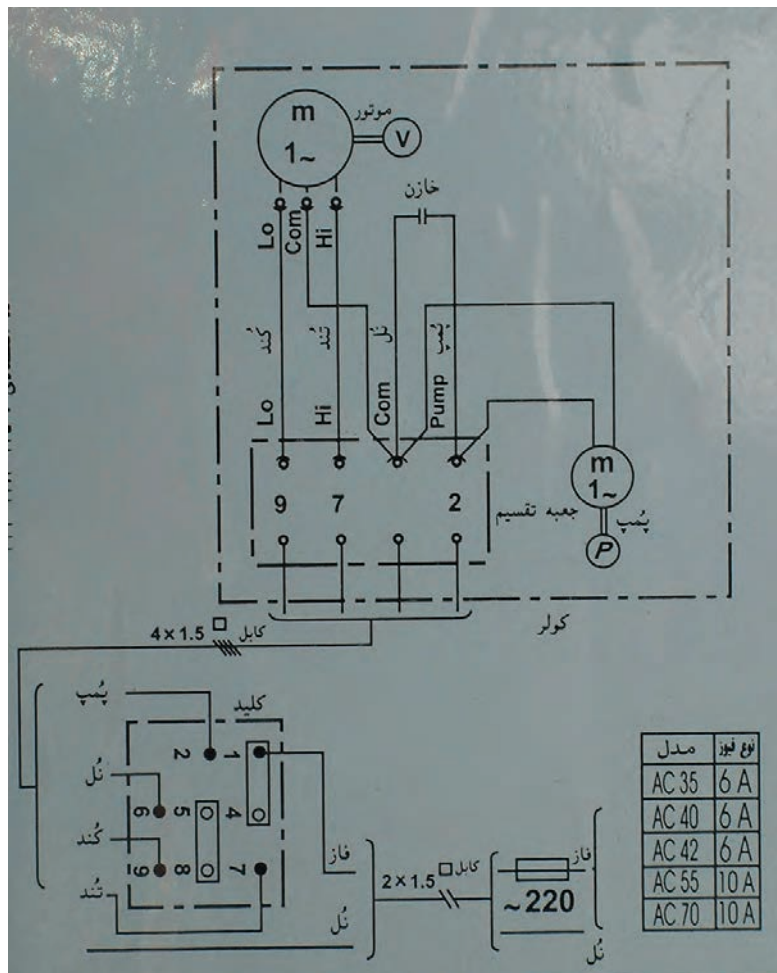 m
1~
موتور
V
خازن
Lo
Com
Hi
کُند
تُند
نُل
پُمپ
Lo
Hi
Com
Pump
9
7
2
جعبه تقسیم
m
1~
پُمپ
P
کولر
کابل 4×1.5
کلید
پُمپ
نُل
کُند
تُند
2
1
6
5
4
9
8
7
فاز
نُل
کابل 2×1.5
فاز
~220
نُل
مدل نوع فیوز
AC 35 6 A
AC 40 6 A
AC 42 6 A
AC 55 10 A
AC 70 10 A